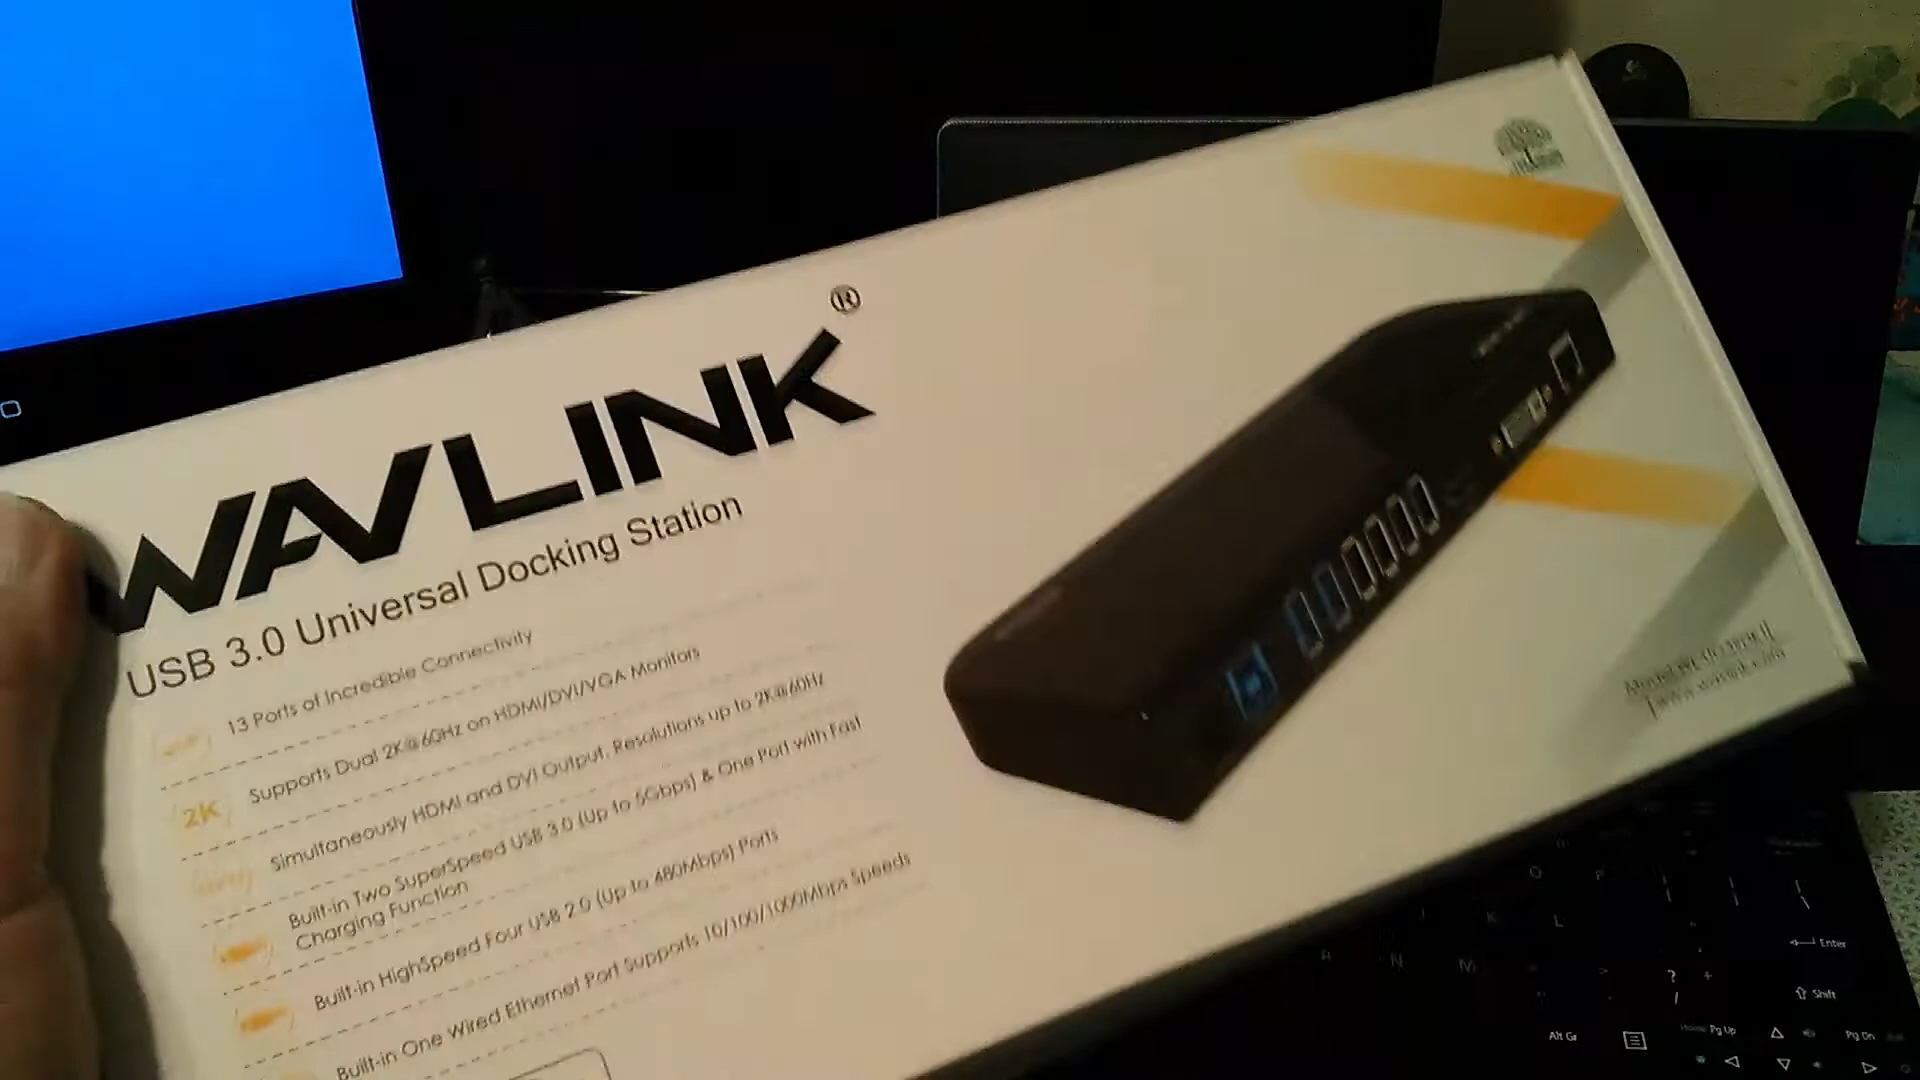 WAVLINK®
USB 3.0 Universal Docking Station
13 Ports of Incredible Connectivity
2K
Supports Dual 2K@60Hz on HDMI/DVI/VGA Monitors
Simultaneously HDMI and DVI Output, Resolutions up to 2K@60Hz
Built-in Two SuperSpeed USB 3.0 (Up to 5Gbps) & One Port with Fast
Charging Function
Built-in HighSpeed Four USB 2.0 (Up to 480Mbps) Ports
Built-in One Wired Ethernet Port Supports 10/100/1000Mbps Speeds
O
P
K
L
N
M
Enter
? +
/
Shift
Alt Gr
Home
Pg Up
Pg Dn